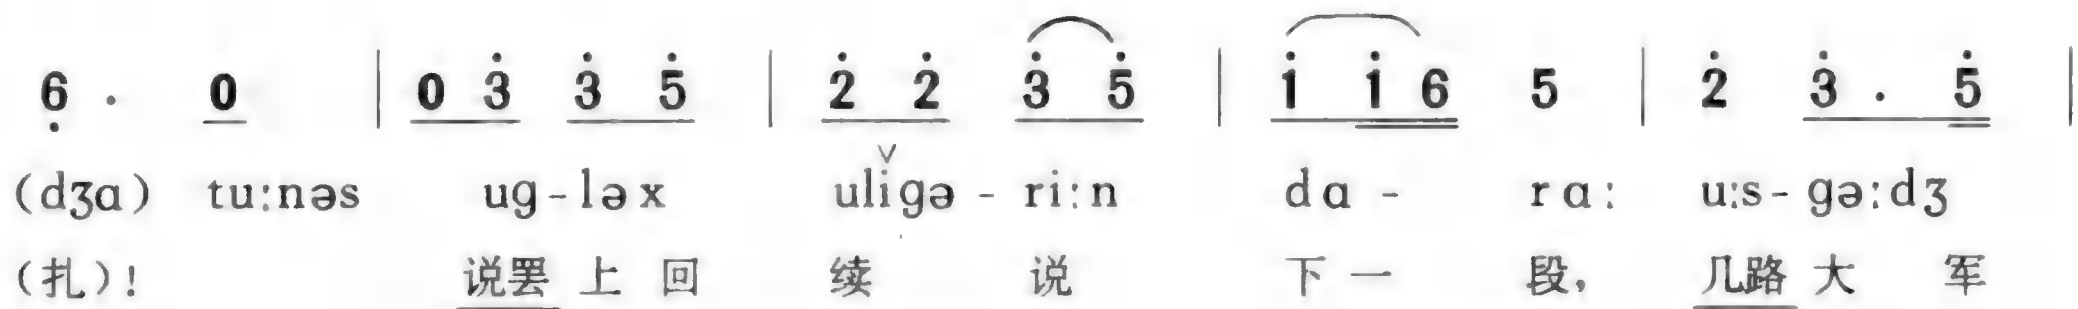 6̣ . 0 | 0 3̇ 3̇ 5̇ | 2̇ 2̇ 3̇ 5̇ | 1̇ 1̇ 6 5 | 2̇ 3̇ . 5̇ |
(dʒɑ) tu:nəs ug-ləx uligə-ri:n dɑ- rɑ: u:s-gə:dʒ
(扎)! 说罢 上 回 续 说 下 一 段, 几路 大 军